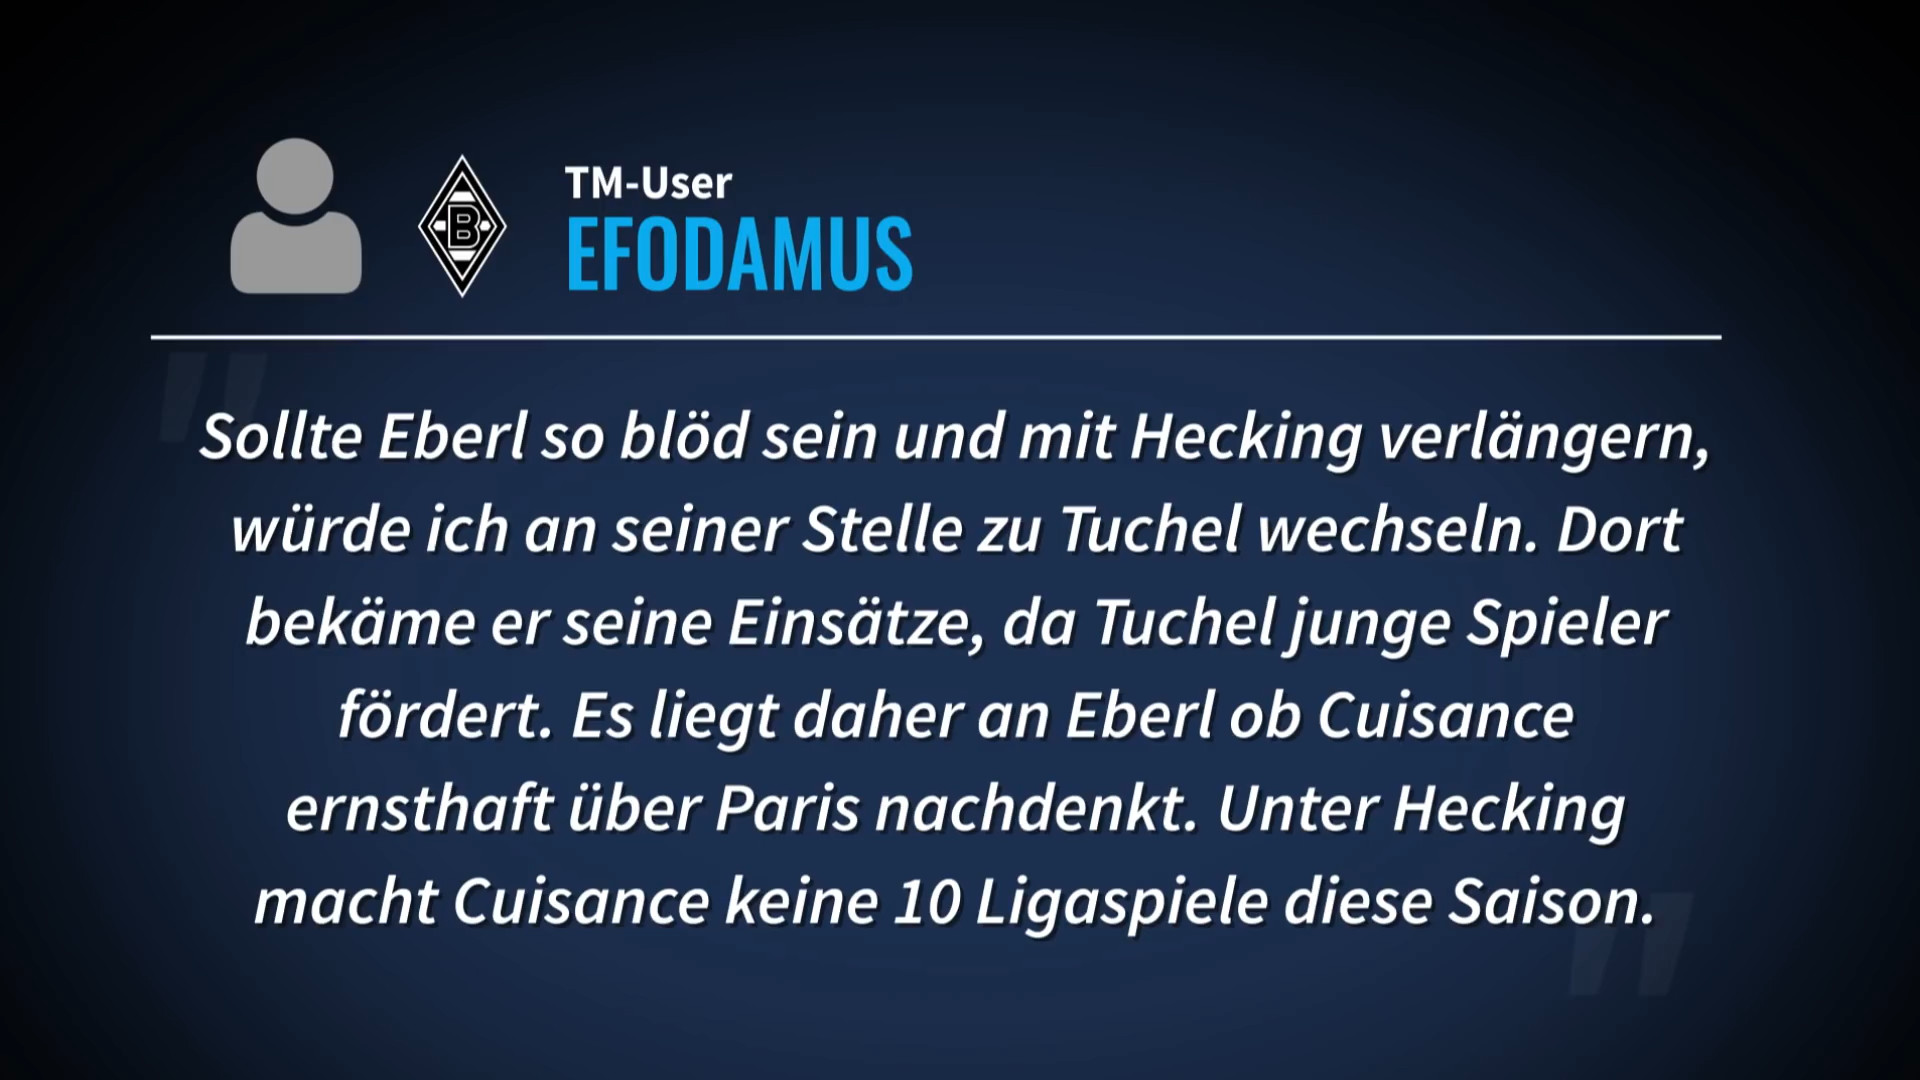 TM-User
EFODAMUS
B
Sollte Eberl so blöd sein und mit Hecking verlängern,
würde ich an seiner Stelle zu Tuchel wechseln. Dort
bekäme er seine Einsätze, da Tuchel junge Spieler
fördert. Es liegt daher an Eberl ob Cuisance
ernsthaft über Paris nachdenkt. Unter Hecking
macht Cuisance keine 10 Ligaspiele diese Saison.